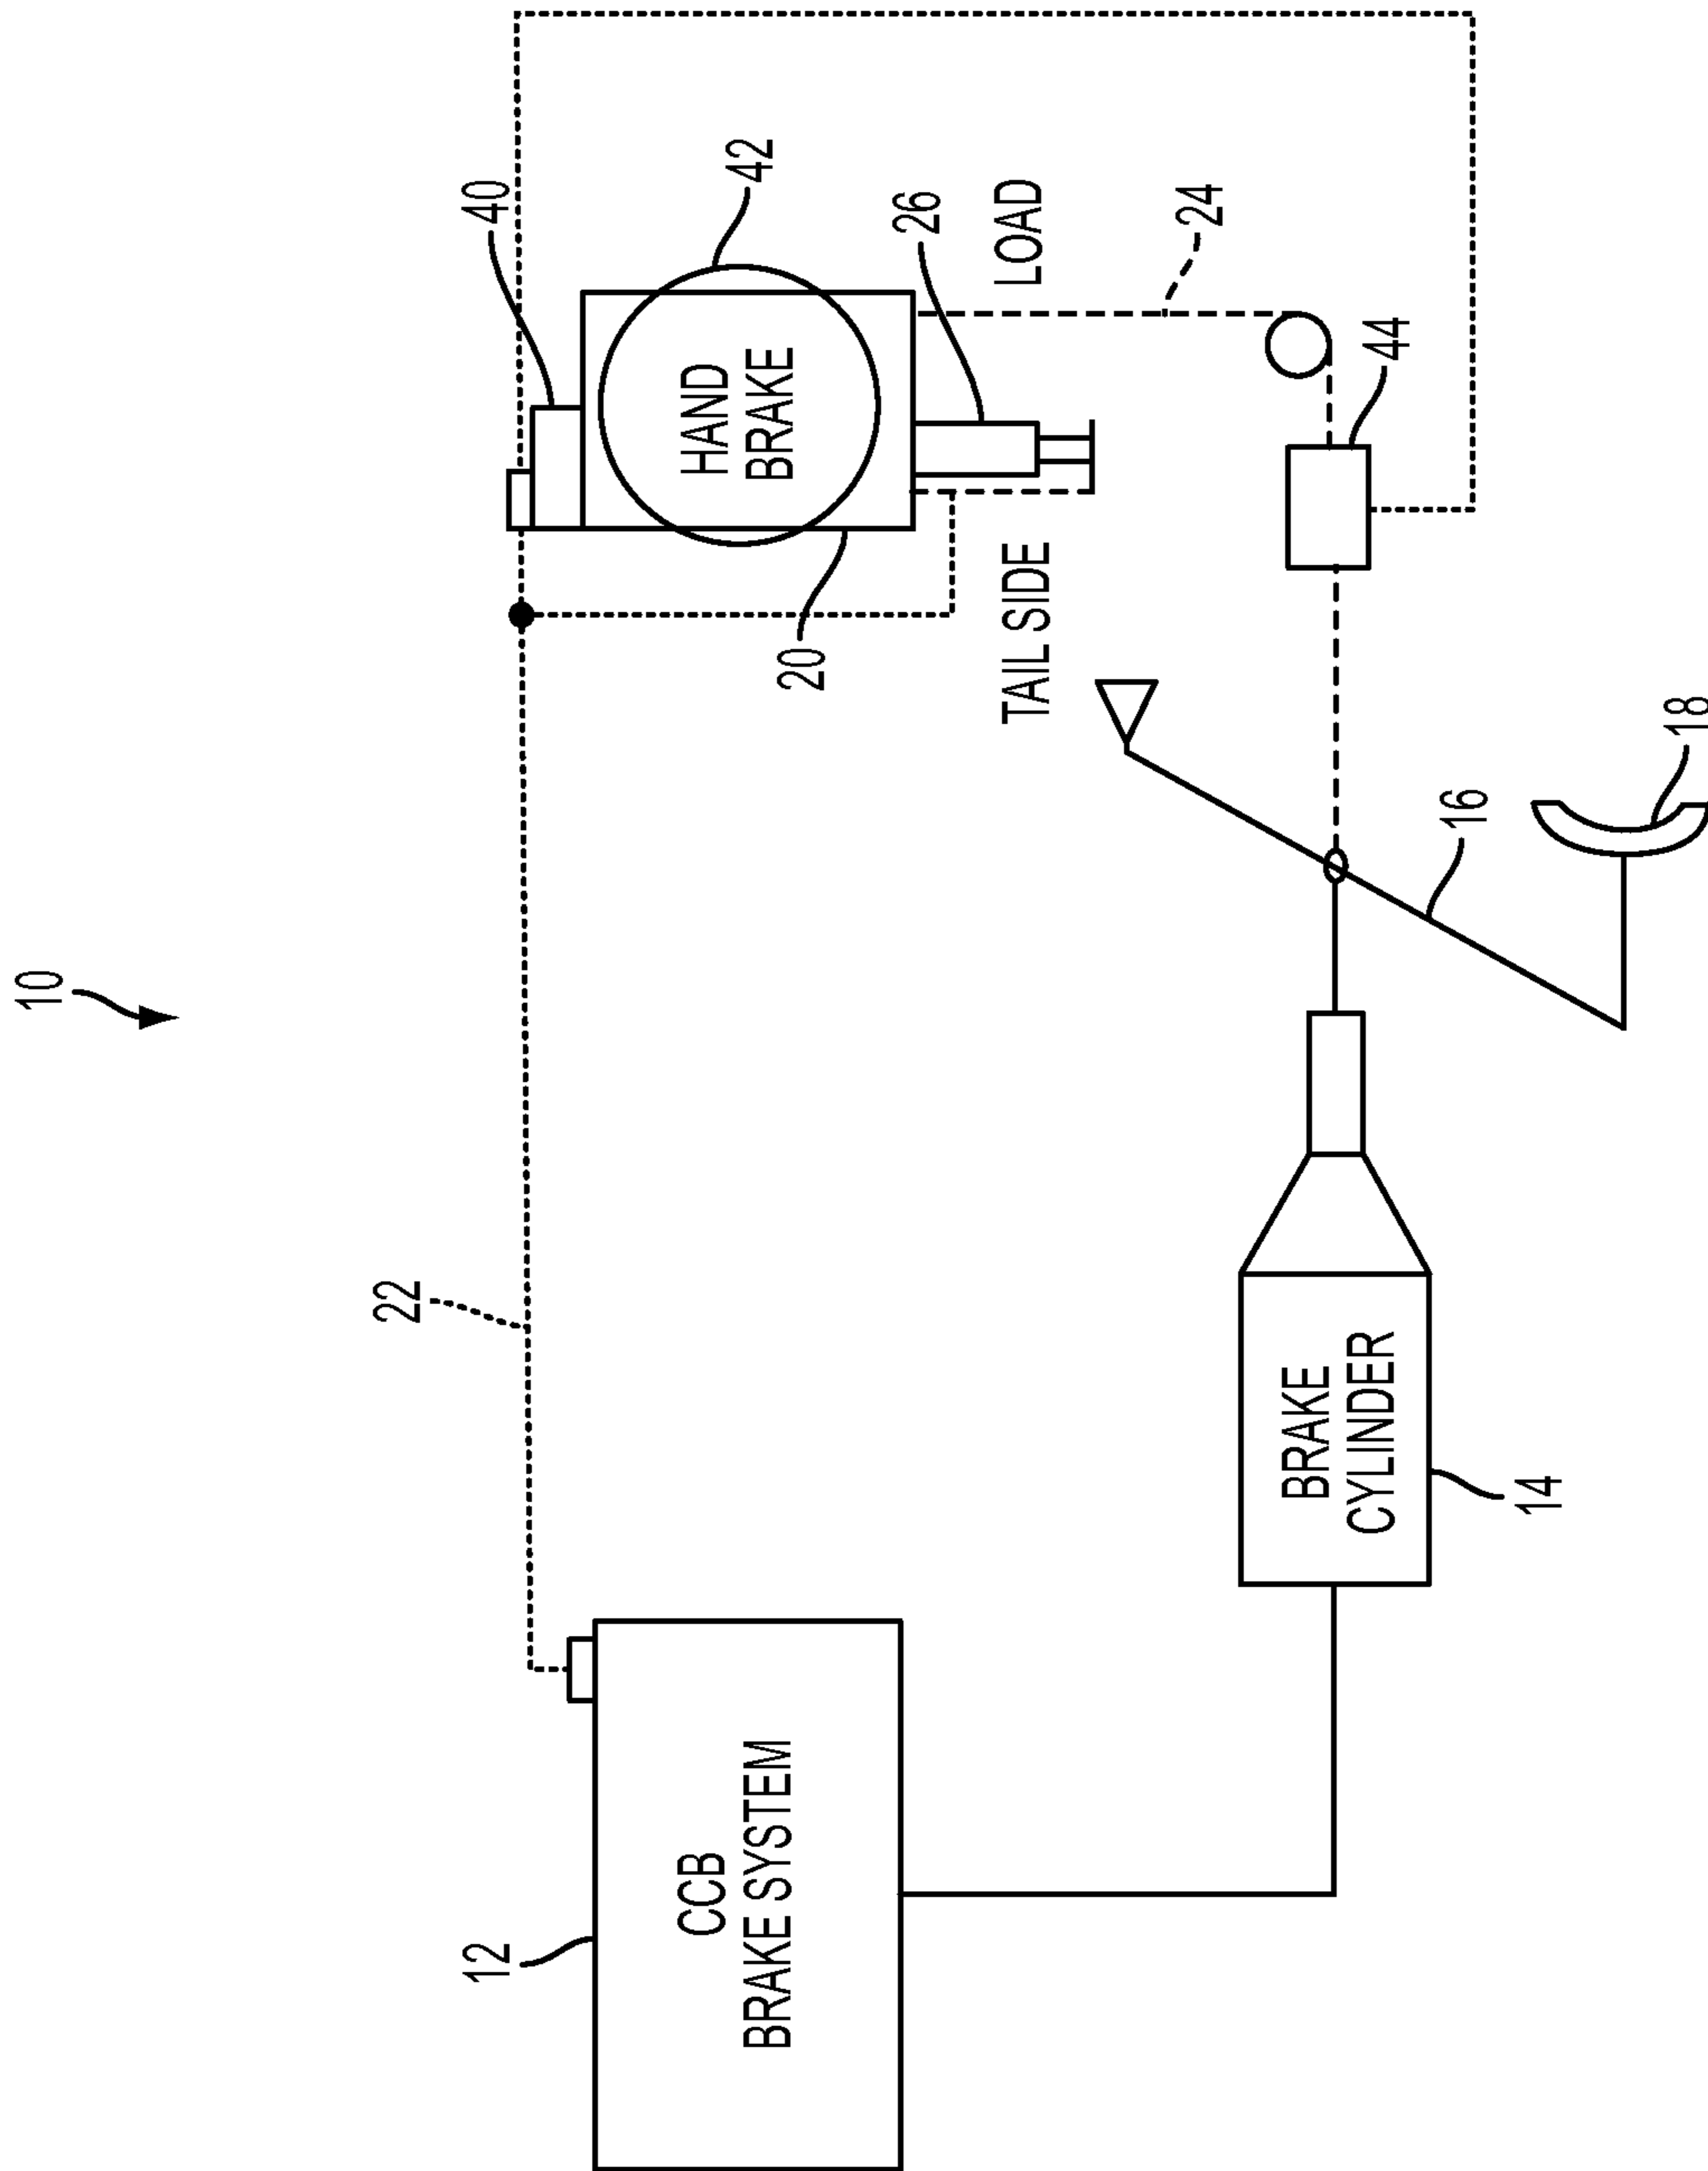 10
22
40
42
HAND
BRAKE
20
26
LOAD
TAIL SIDE
24
44
12
CCB
BRAKE SYSTEM
16
18
BRAKE
CYLINDER
14